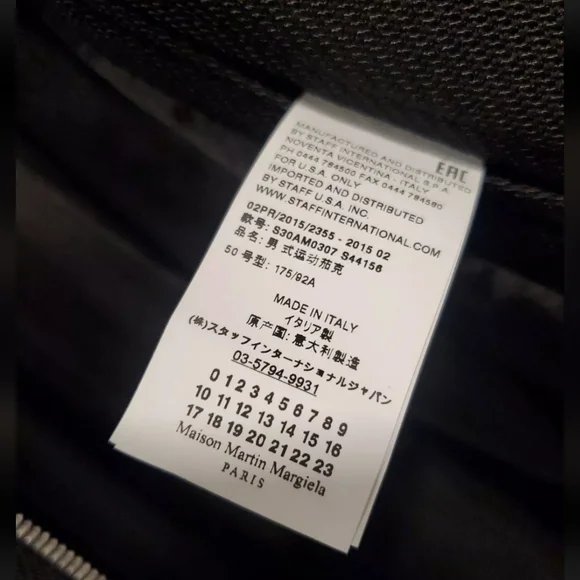 MANUFACTURED AND DISTRIBUTED
BY STAFF INTERNATIONAL S.P.A.
NOVENTA VICENTINA - ITALY
PH 0444 784500 FAX 0444 784580
EAC
FOR U.S.A. ONLY
IMPORTED AND DISTRIBUTED
BY STAFF U.S.A. INC.
WWW.STAFFINTERNATIONAL.COM
02PR/2015/2355 - 2015 02
款号: S30AM0307 S44156
品名: 男式运动茄克
50 号型: 175/92A
MADE IN ITALY
イタリア製
原产国: 意大利製造
(株)スタッフインターナショナルジャパン
03-5794-9931
0 1 2 3 4 5 6 7 8 9
10 11 12 13 14 15 16
17 18 19 20 21 22 23
Maison Martin Margiela
PARIS